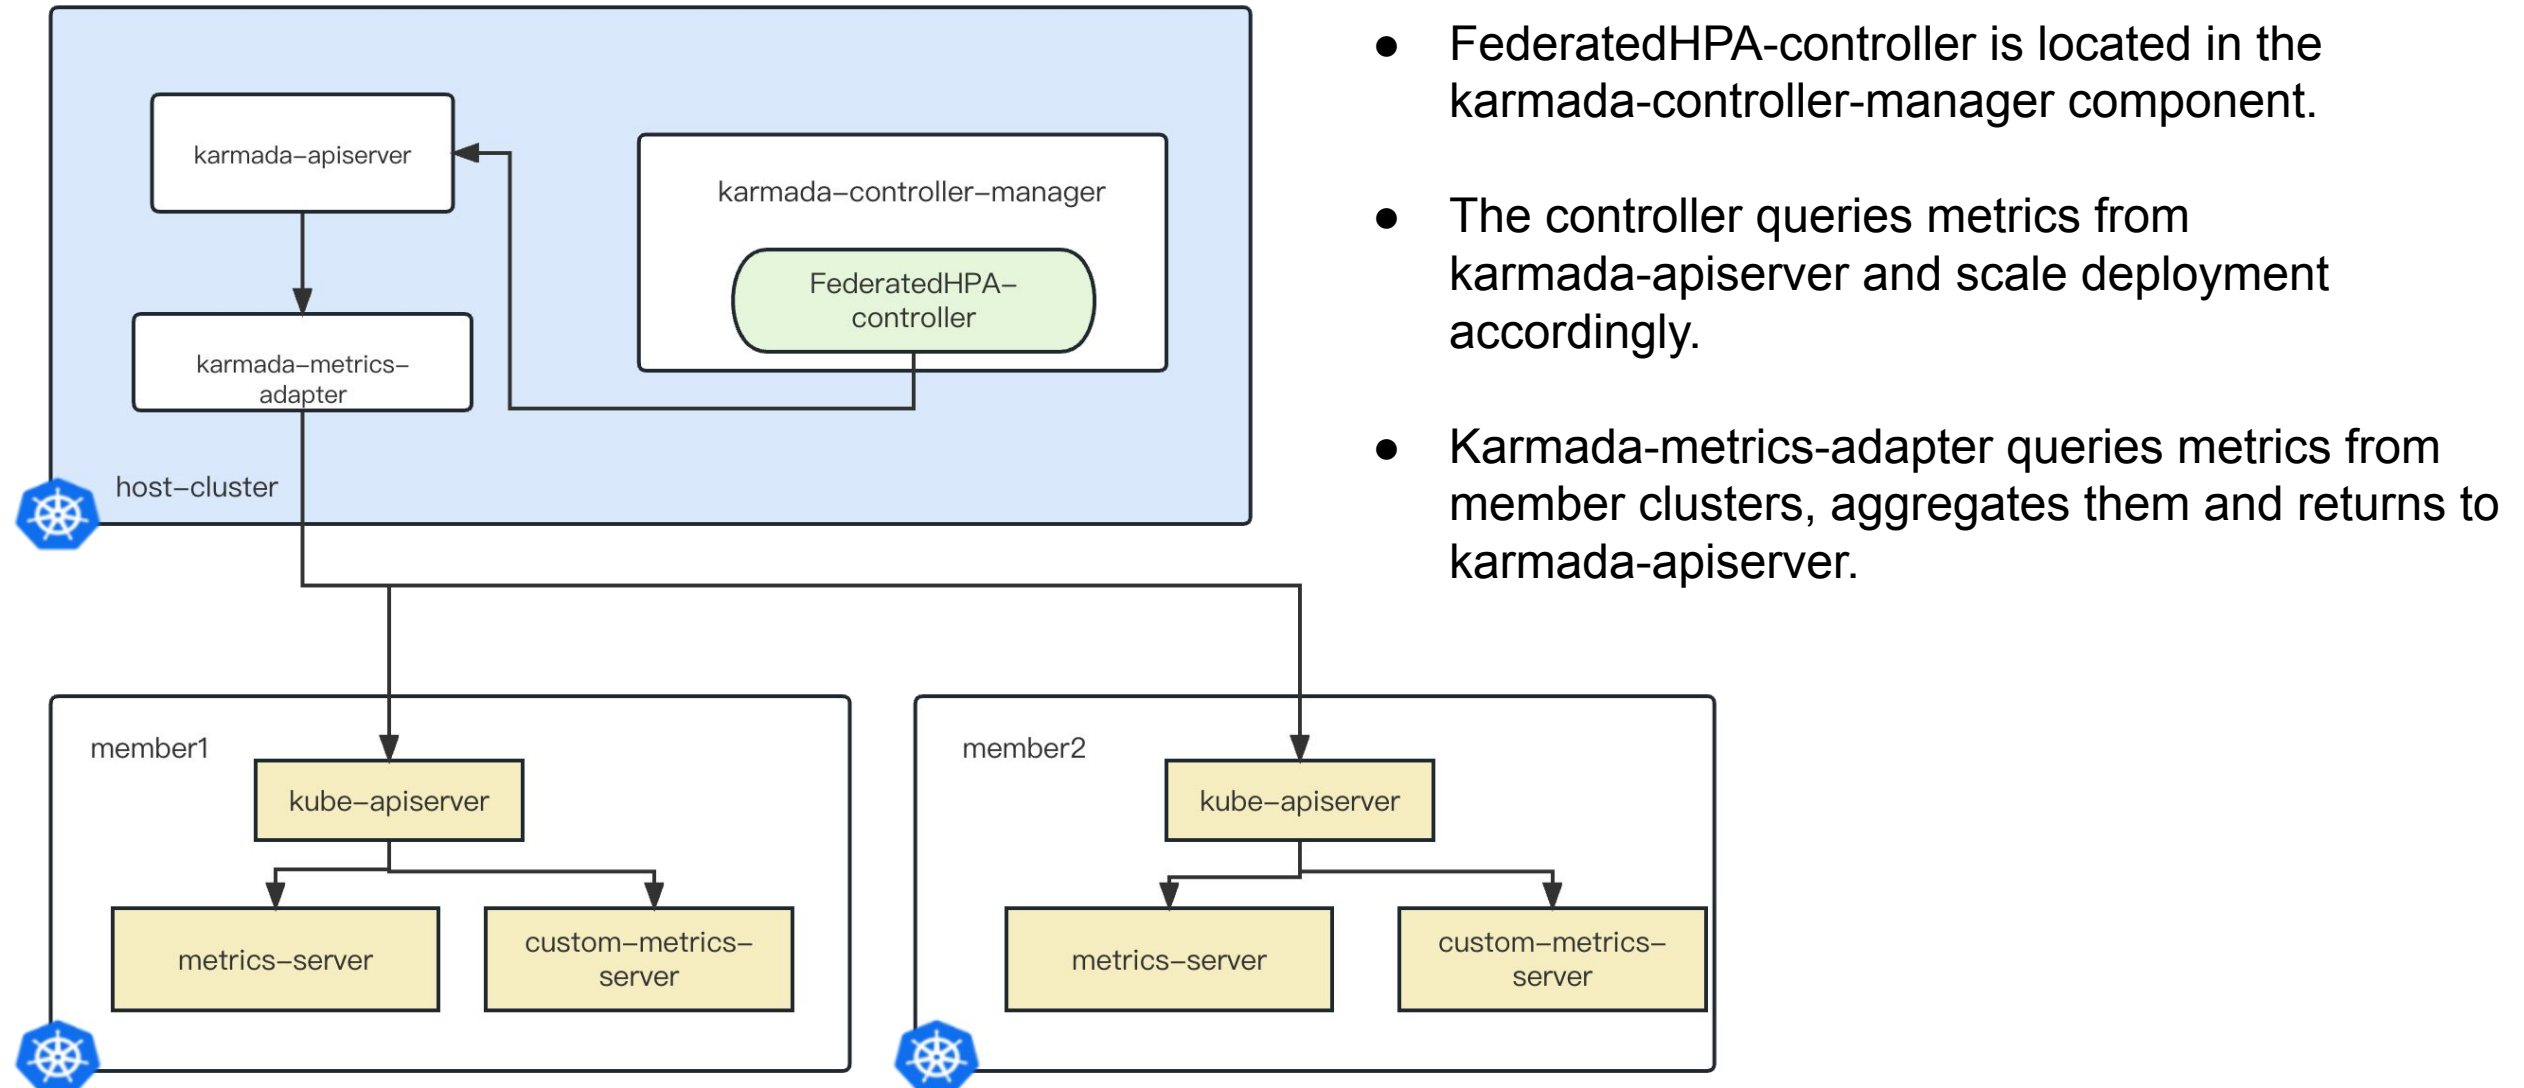 karmada-apiserver
karmada-controller-manager
FederatedHPA-
controller
karmada-metrics-
adapter
host-cluster
● FederatedHPA-controller is located in the
karmada-controller-manager component.
● The controller queries metrics from
karmada-apiserver and scale deployment
accordingly.
● Karmada-metrics-adapter queries metrics from
member clusters, aggregates them and returns to
karmada-apiserver.
member1
kube-apiserver
metrics-server
custom-metrics-
server
member2
kube-apiserver
metrics-server
custom-metrics-
server